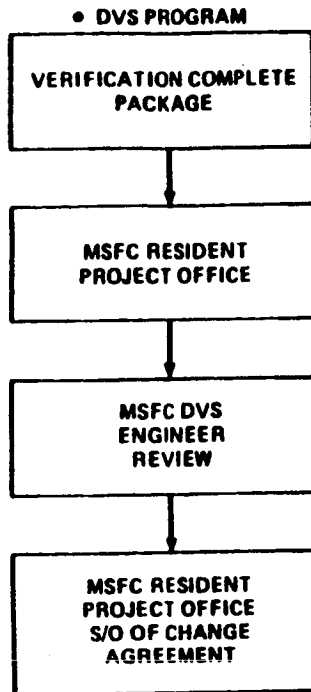 • DVS PROGRAM
VERIFICATION COMPLETE
PACKAGE
MSFC RESIDENT
PROJECT OFFICE
MSFC DVS
ENGINEER
REVIEW
MSFC RESIDENT
PROJECT OFFICE
S/O OF CHANGE
AGREEMENT